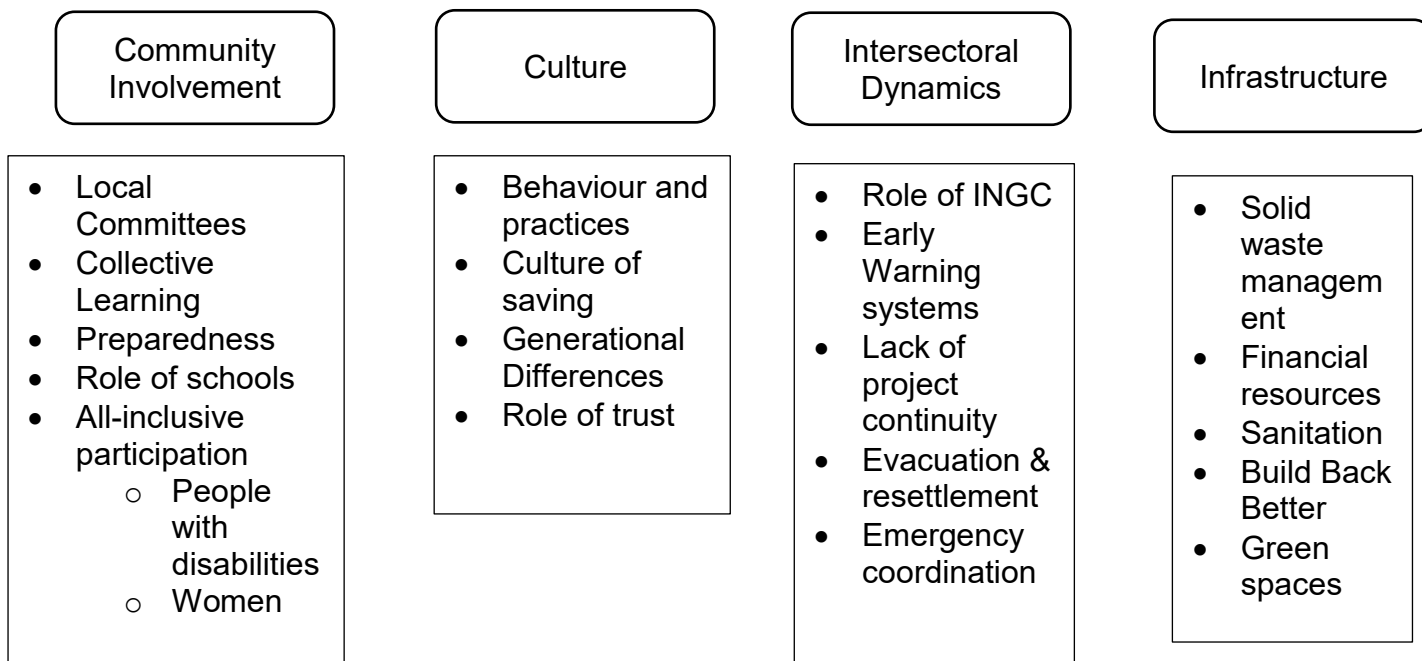 Community
Involvement
Culture
Intersectoral
Dynamics
Infrastructure
• Local
Committees
• Collective
Learning
• Preparedness
• Role of schools
• All-inclusive
participation
o People
with
disabilities
o Women
• Behaviour and
practices
• Culture of
saving
• Generational
Differences
• Role of trust
• Role of INGC
• Early
Warning
systems
• Lack of
project
continuity
• Evacuation &
resettlement
• Emergency
coordination
• Solid
waste
managem
ent
• Financial
resources
• Sanitation
• Build Back
Better
• Green
spaces